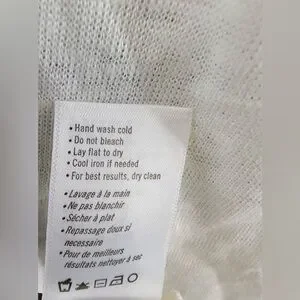 • Hand wash cold
• Do not bleach
• Lay flat to dry
• Cool iron if needed
• For best results, dry clean
• Lavage à la main
• Ne pas blanchir
• Sécher à plat
• Repassage doux si
necessaire
• Pour de meilleurs
résultats nettoyer à sec